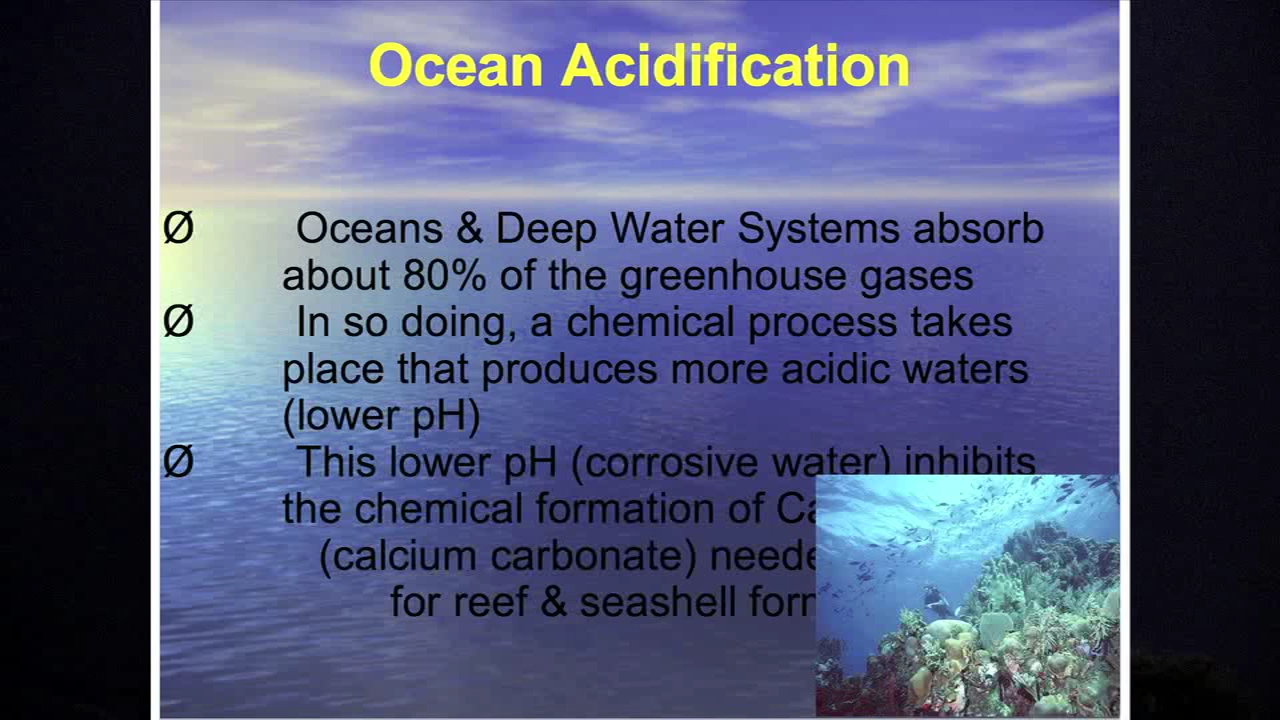 Ocean Acidification
Ø Oceans & Deep Water Systems absorb
about 80% of the greenhouse gases
Ø In so doing, a chemical process takes
place that produces more acidic waters
(lower pH)
Ø This lower pH (corrosive water) inhibits
the chemical formation of
(calcium carbonate)
for reef & seashell